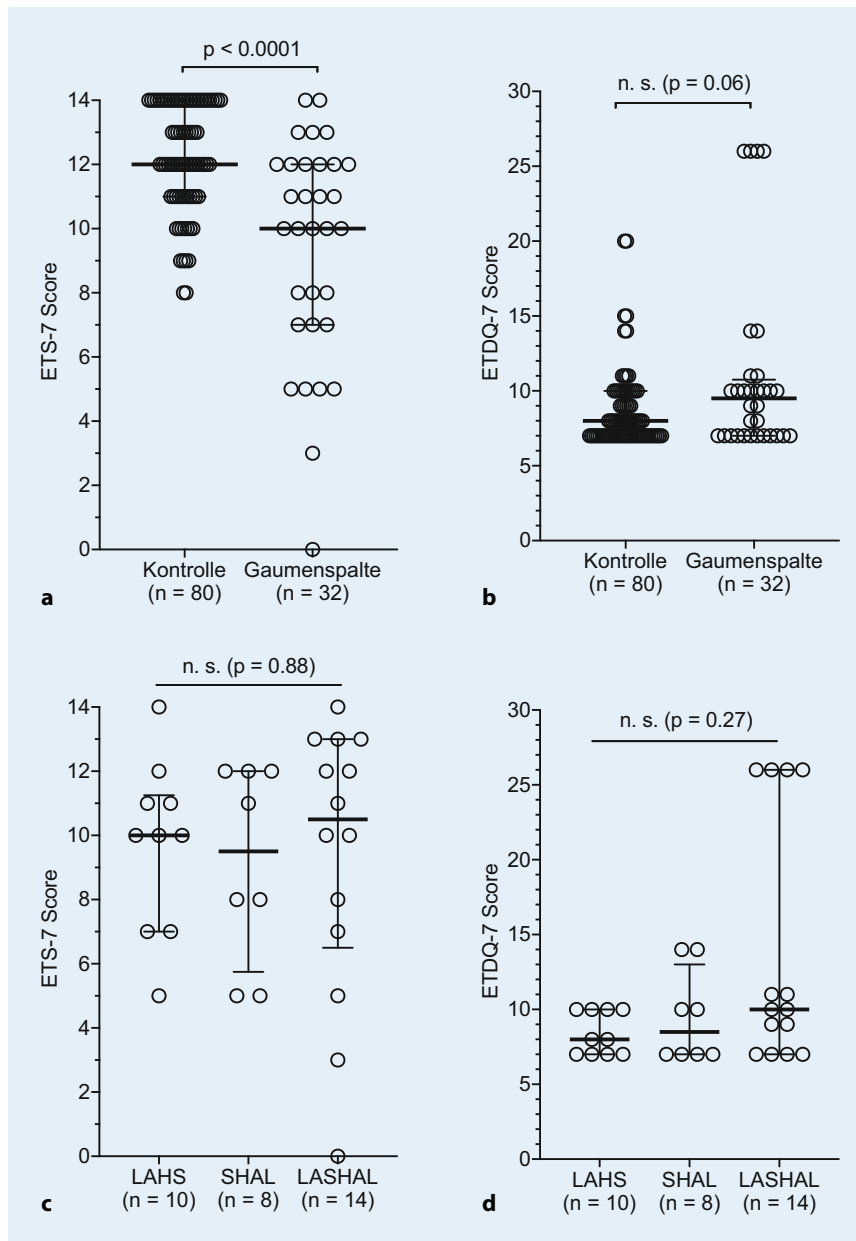 p < 0.0001
14
12
10
8
6
4
2
0
ETS-7 Score
Kontrolle
(n = 80)
Gaumenspalte
(n = 32)
a
n. s. (p = 0.06)
30
25
20
15
10
5
0
ETDQ-7 Score
Kontrolle
(n = 80)
Gaumenspalte
(n = 32)
b
n. s. (p = 0.88)
14
12
10
8
6
4
2
0
ETS-7 Score
LAHS
(n = 10)
SHAL
(n = 8)
LASHAL
(n = 14)
c
n. s. (p = 0.27)
30
25
20
15
10
5
0
ETDQ-7 Score
LAHS
(n = 10)
SHAL
(n = 8)
LASHAL
(n = 14)
d